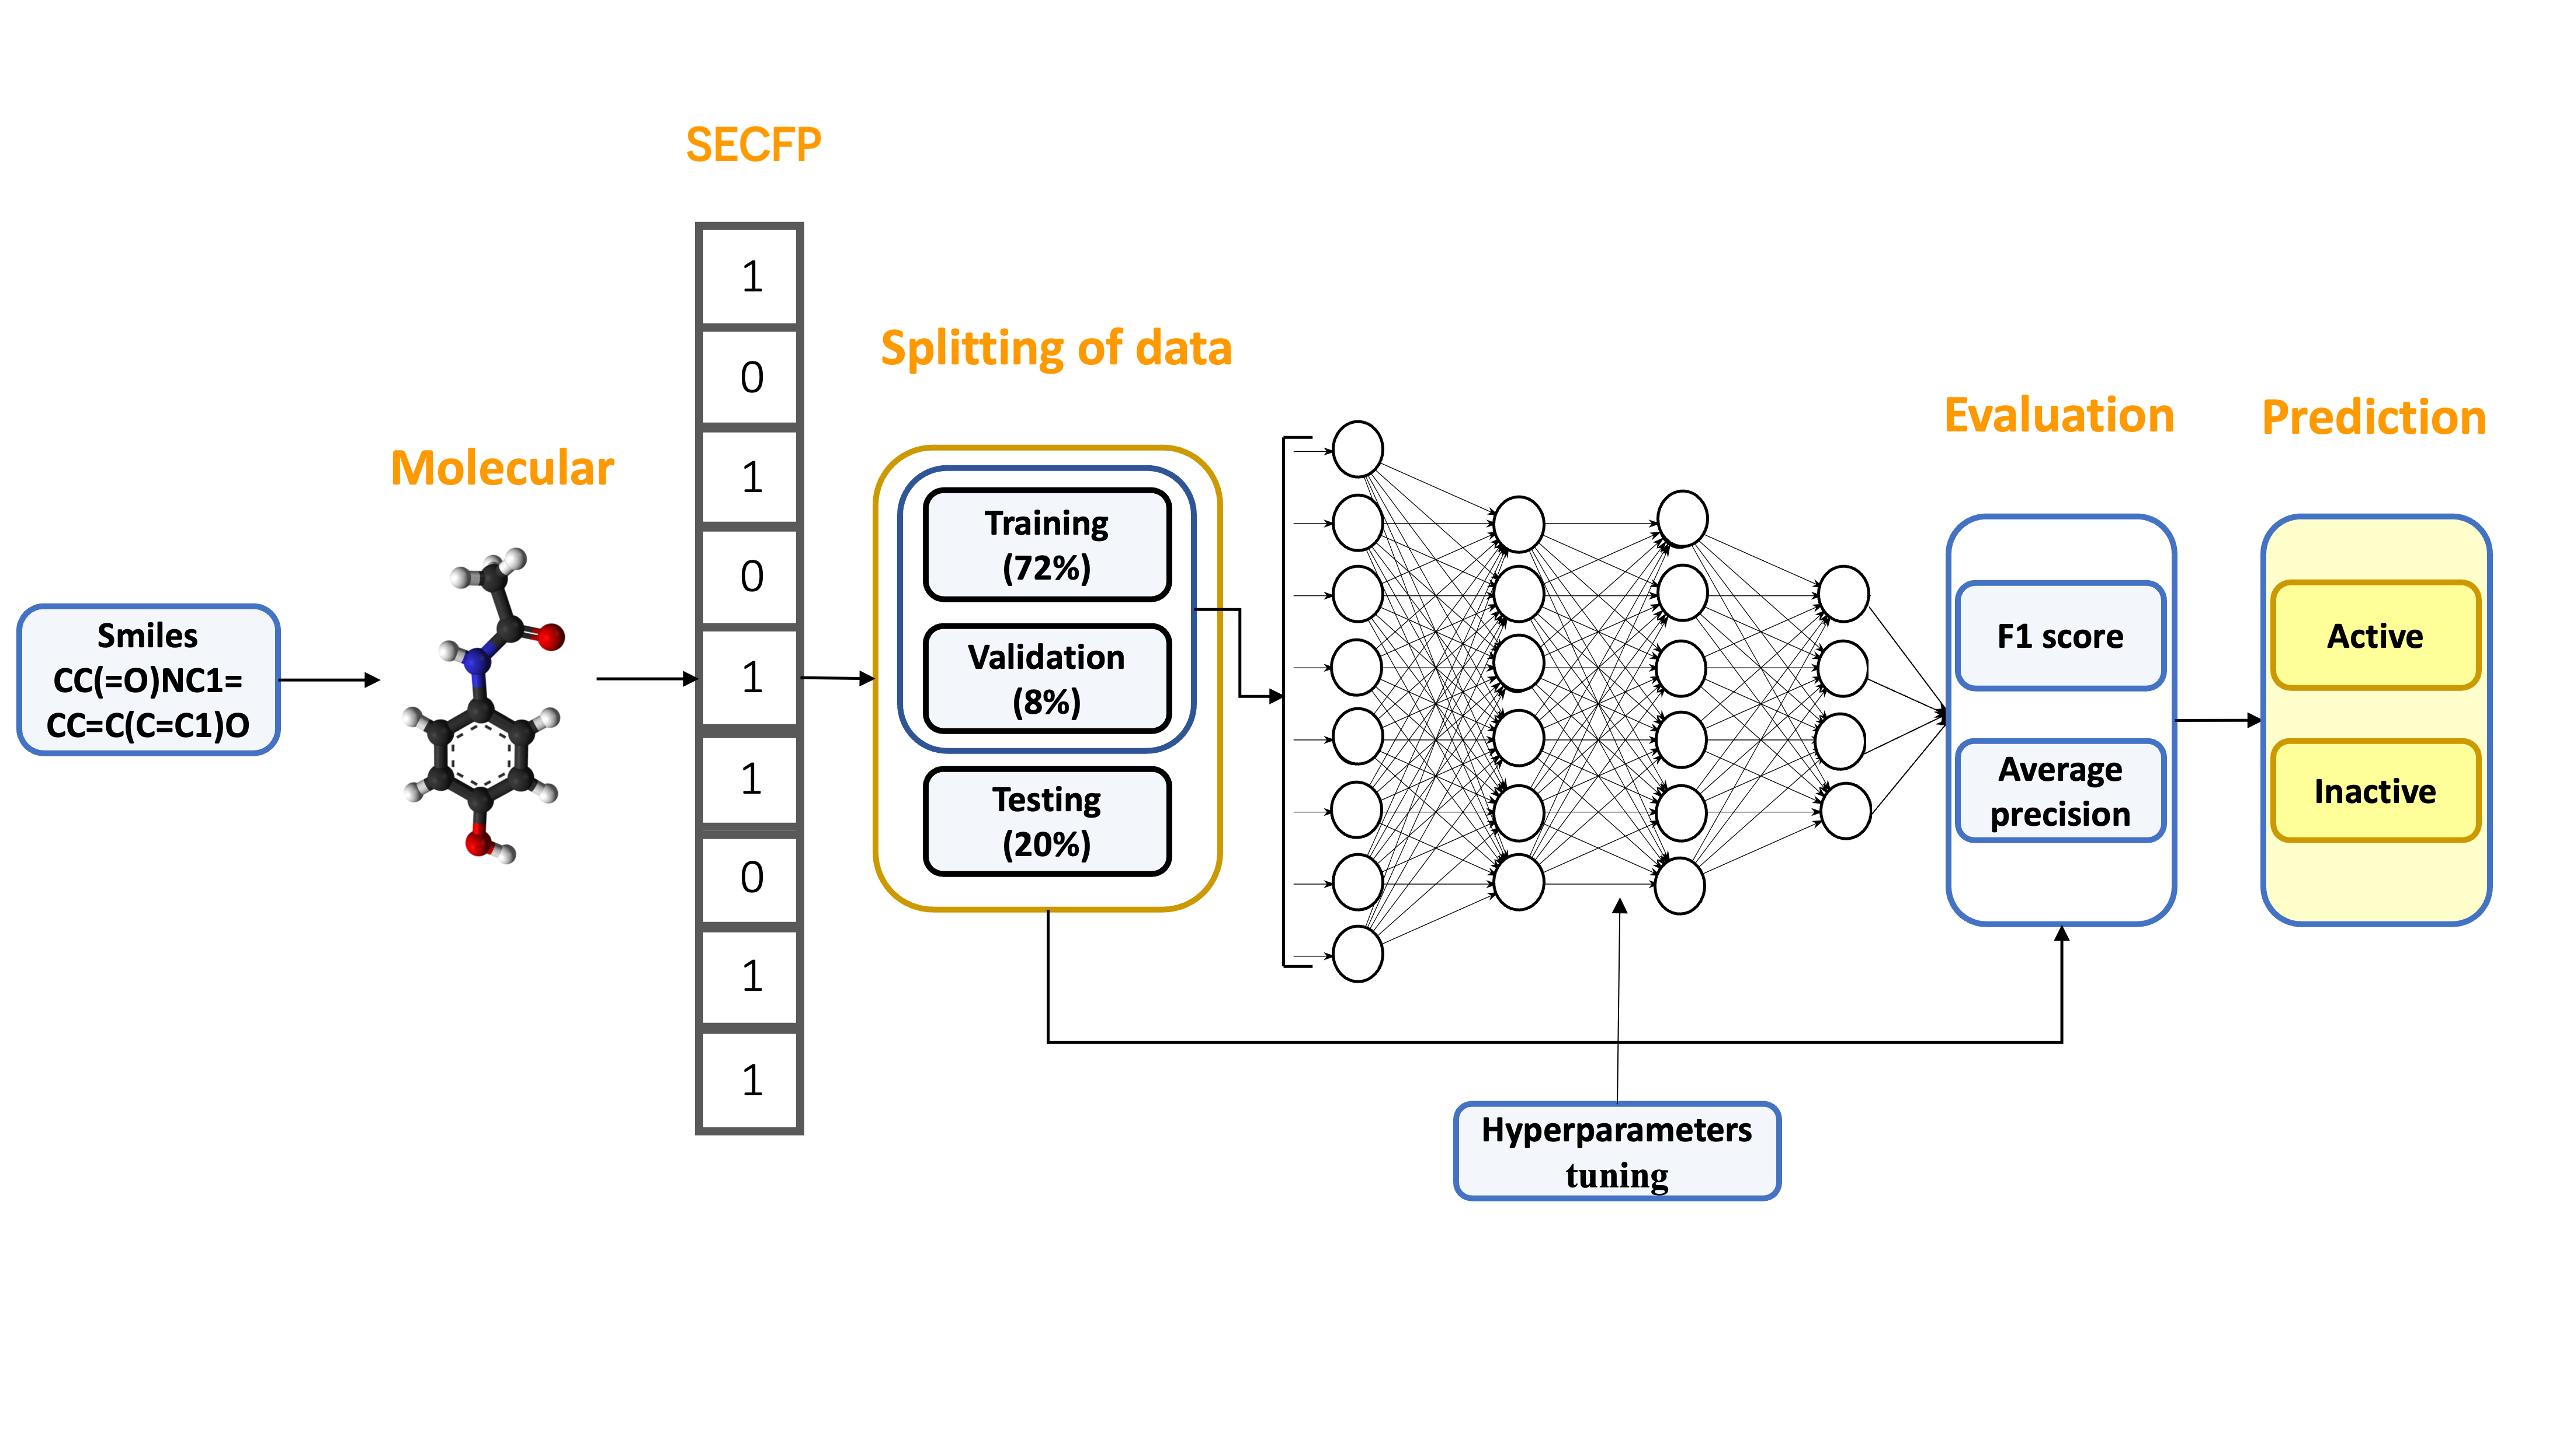 Smiles
CC(=O)NC1=
CC=C(C=C1)O
Molecular
SECFP
1
0
1
0
1
1
0
1
1
Splitting of data
Training
(72%)
Validation
(8%)
Testing
(20%)
Hyperparameters
tuning
Evaluation
F1 score
Average
precision
Prediction
Active
Inactive